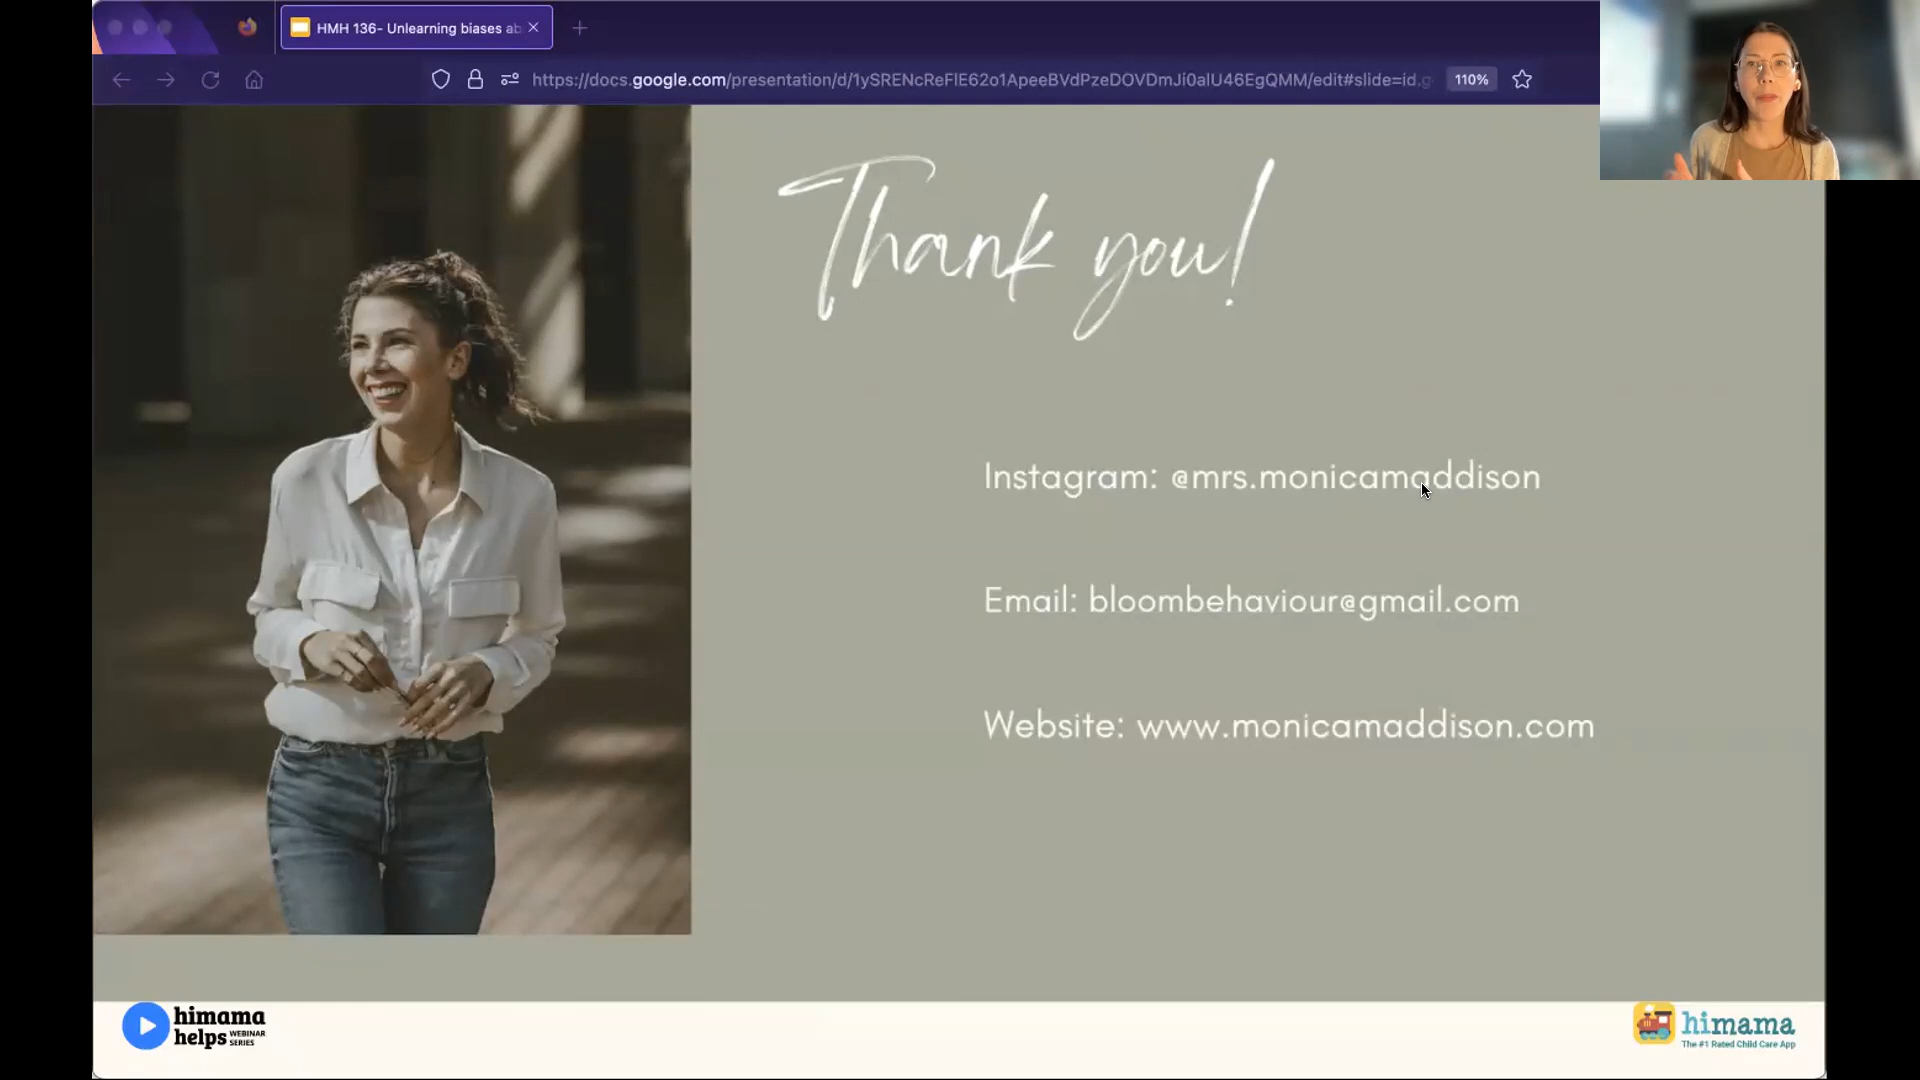 HMH 136- Unlearning biases ab
https://docs.google.com/presentation/d/1ySRENcReFlE62o1ApeeBVdPzeDOVDmJi0alU46EgQMM/edit#slide=id.g
110%
Thank you!
Instagram: @mrs.monicamaddison
Email: bloombehaviour@gmail.com
Website: www.monicamaddison.com
himama
helps WEBINAR SERIES
himama
The #1 Rated Child Care App